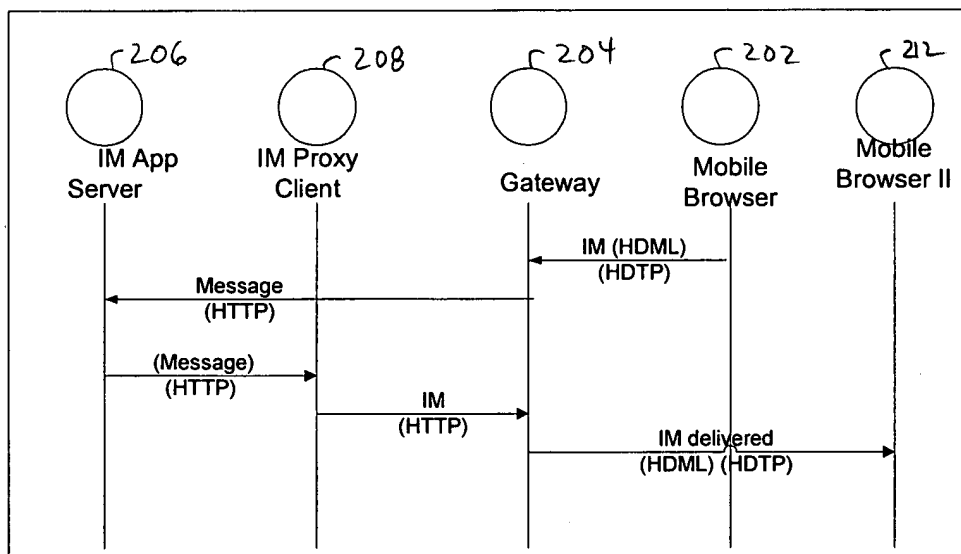 206
208
204
202
212
IM App
Server
IM Proxy
Client
Gateway
Mobile
Browser
Mobile
Browser II
IM (HDML)
(HDTP)
Message
(HTTP)
(Message)
(HTTP)
IM
(HTTP)
IM delivered
(HDML) (HDTP)